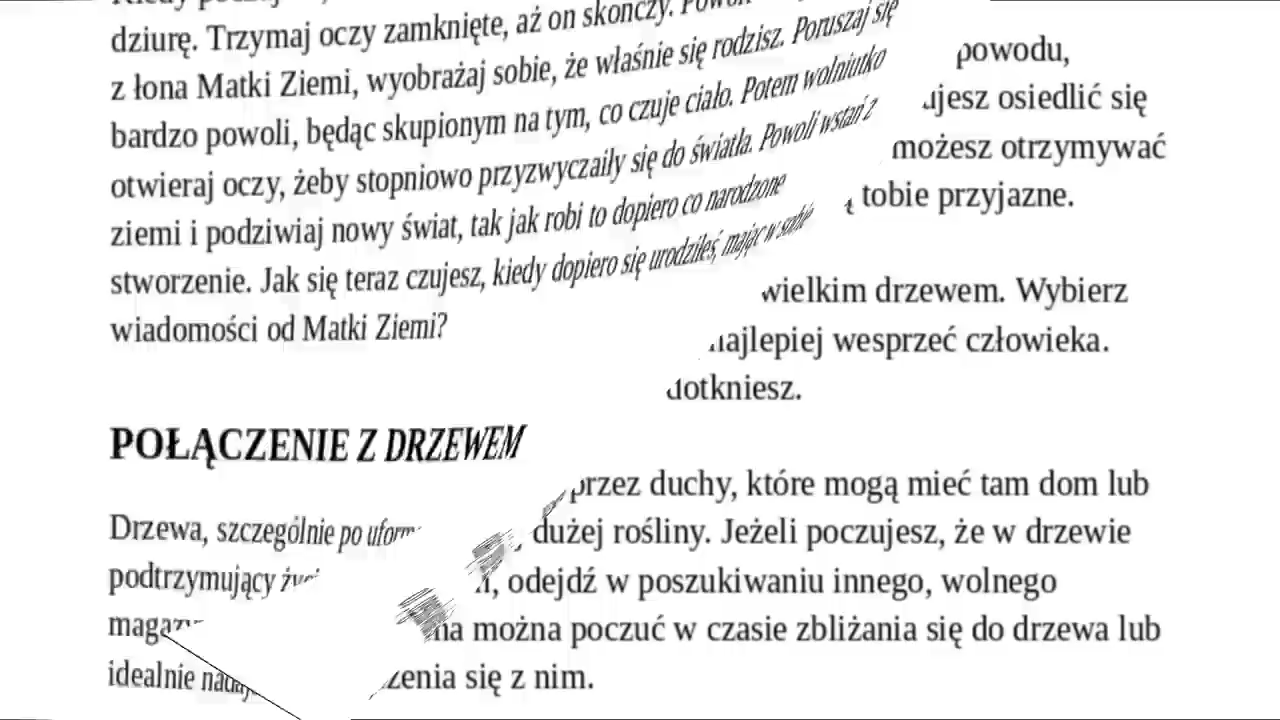 dziurę. Trzymaj oczy zamknięte, aż on skończy.
z łona Matki Ziemi, wyobrażaj sobie, że właśnie się rodzisz. Poruszaj się
bardzo powoli, będąc skupionym na tym, co czuje ciało. Potem wolniutko
otwieraj oczy, żeby stopniowo przyzwyczaiły się do światła. Powoli wstań z
ziemi i podziwiaj nowy świat, tak jak robi to dopiero co narodzone
stworzenie. Jak się teraz czujesz, kiedy dopiero się urodziłeś, mając w sobie
wiadomości od Matki Ziemi?
POŁĄCZENIE Z DRZEWEM
Drzewa, szczególnie po
podtrzymujący
idealnie
powodu,
osiedlić się
możesz otrzymywać
tobie przyjazne.
wielkim drzewem. Wybierz
najlepiej wesprzeć człowieka.
dotkniesz.
przez duchy, które mogą mieć tam dom lub
dużej rośliny. Jeżeli poczujesz, że w drzewie
odejdź w poszukiwaniu innego, wolnego
można poczuć w czasie zbliżania się do drzewa lub
się z nim.